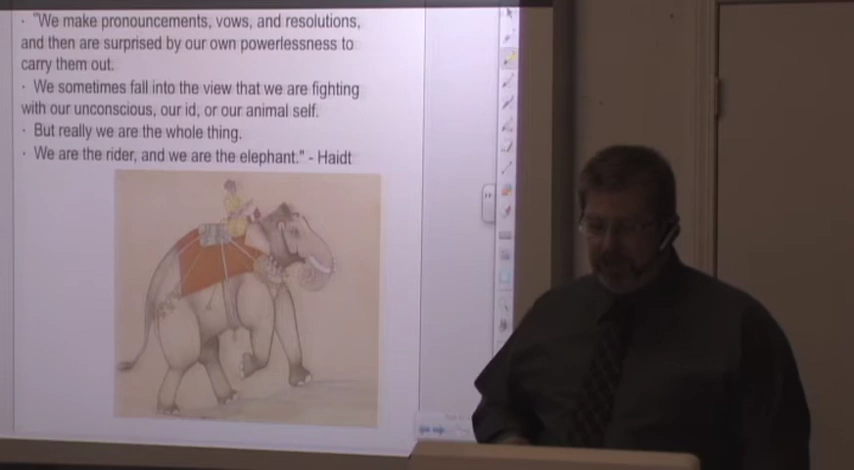 · "We make pronouncements, vows, and resolutions,
and then are surprised by our own powerlessness to
carry them out.
· We sometimes fall into the view that we are fighting
with our unconscious, our id, or our animal self.
· But really we are the whole thing.
· We are the rider, and we are the elephant." - Haidt